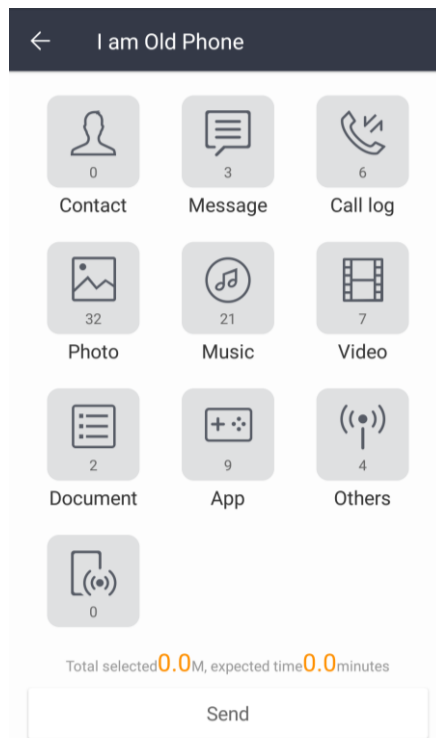 I am Old Phone
0 3 6
Contact Message Call log
32 21 7
Photo Music Video
2 9 4
Document App Others
0
Total selected0.0M, expected time0.0minutes
Send